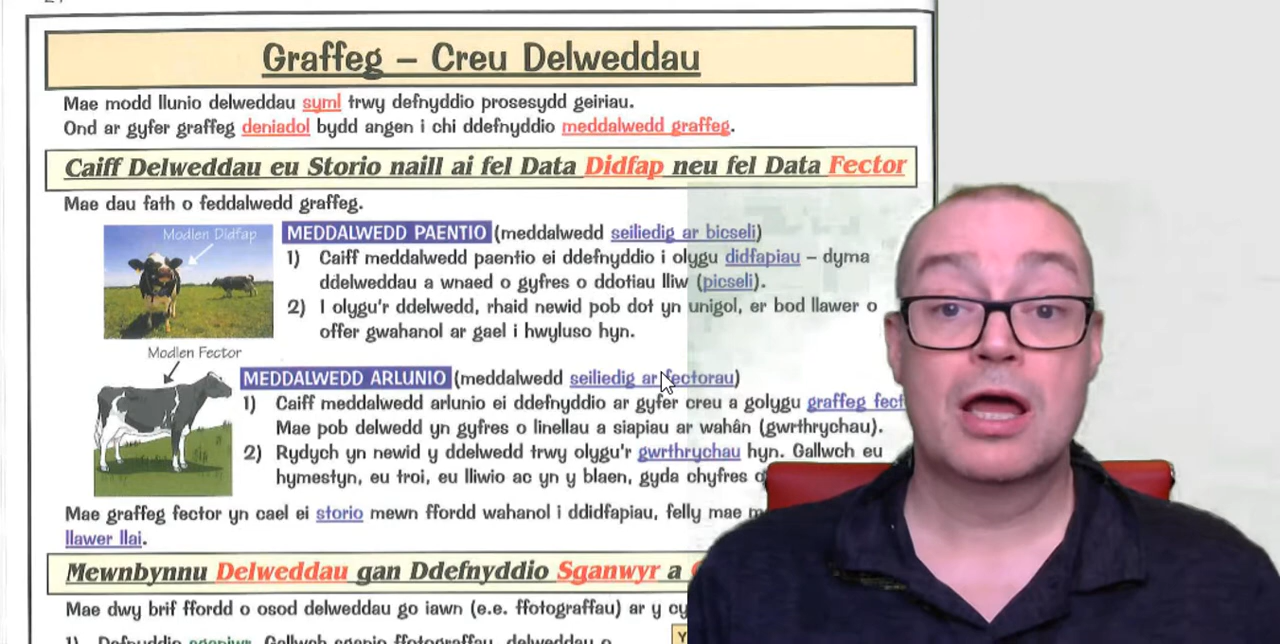 Graffeg – Creu Delweddau
Mae modd llunio delweddau syml trwy defnyddio prosesydd geiriau.
Ond ar gyfer graffeg deniadol bydd angen i chi ddefnyddio meddalwedd graffeg.
Caiff Delweddau eu Storio naill ai fel Data Didfap neu fel Data Fector
Mae dau fath o feddalwedd graffeg.
Modlen Didfap
MEDDALWEDD PAENTIO (meddalwedd seiliedig ar bicseli)
1) Caiff meddalwedd paentio ei ddefnyddio i olygu didfapiau – dyma
ddelweddau a wnaed o gyfres o ddotiau lliw (picseli).
2) I olygu'r ddelwedd, rhaid newid pob dot yn unigol, er bod llawer o
offer gwahanol ar gael i hwyluso hyn.
Modlen Fector
MEDDALWEDD ARLUNIO (meddalwedd seiliedig ar fectorau)
1) Caiff meddalwedd arlunio ei ddefnyddio ar gyfer creu a golygu graffeg
Mae pob delwedd yn gyfres o linellau a siapiau ar wahân (gwrthrychau).
2) Rydych yn newid y ddelwedd trwy olygu'r gwrthrychau hyn. Gallwch eu
hymestyn, eu troi, eu lliwio ac yn y blaen, gyda chyfres
Mae graffeg fector yn cael ei storio mewn ffordd wahanol i ddidfapiau, felly mae
llawer llai.
Mewnbynnu Delweddau gan Ddefnyddio Sganwyr a
Mae dwy brif ffordd o osod delweddau go iawn (e.e. ffotograffau) ar y